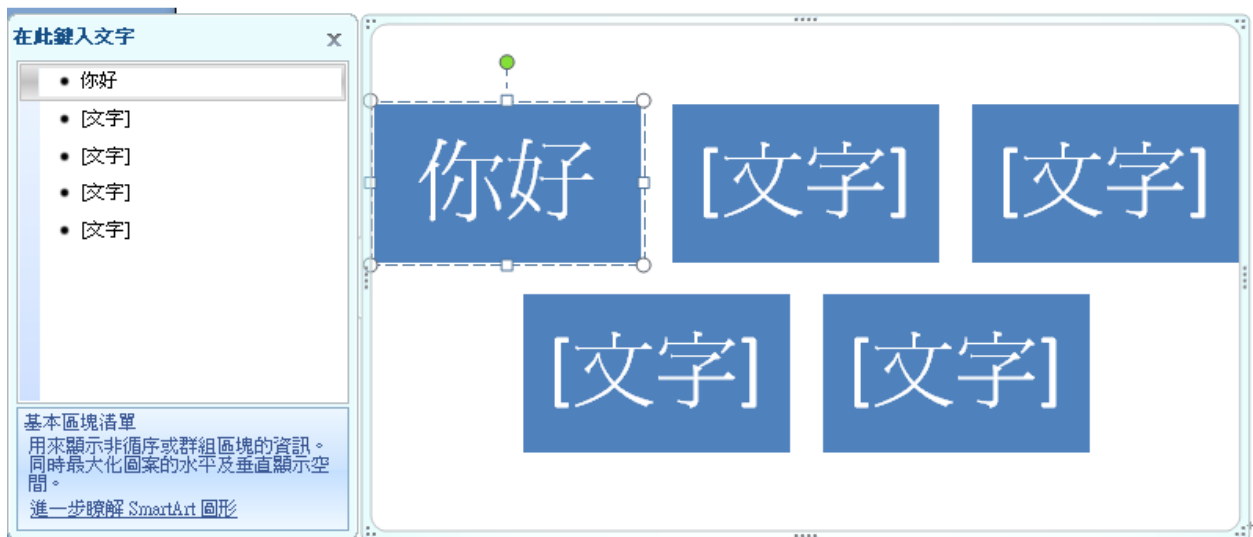 在此鍵入文字 x
• 你好
• [文字]
• [文字]
• [文字]
• [文字]
基本區塊清單
用來顯示非循序或群組區塊的資訊。
同時最大化圖案的水平及垂直顯示空
間。
進一步瞭解 SmartArt 圖形
你好 [文字] [文字]
[文字] [文字]